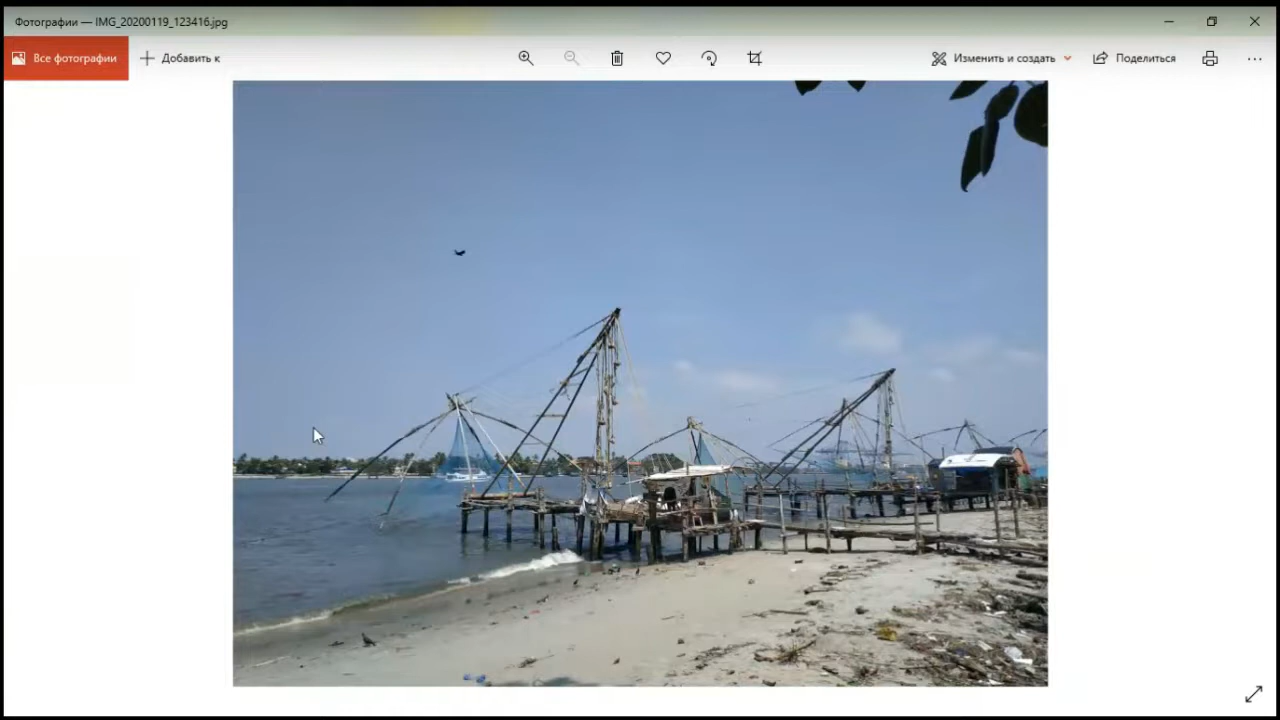 Фотографии — IMG_20200119_123416.jpg
Все фотографии
Добавить к
Изменить и создать
Поделиться